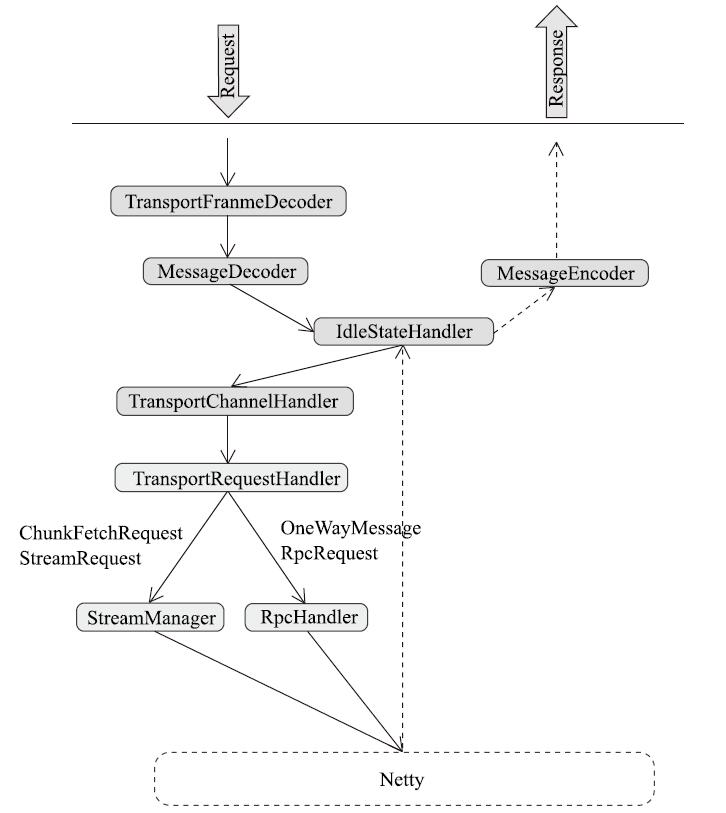 Request
Response
TransportFranmeDecoder
MessageDecoder
MessageEncoder
IdleStateHandler
TransportChannelHandler
TransportRequestHandler
ChunkFetchRequest
StreamRequest
OneWayMessage
RpcRequest
StreamManager
RpcHandler
Netty